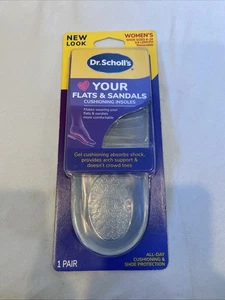 NEW
LOOK
WOMEN'S
Dr. Scholl's
YOUR
FLATS & SANDALS
CUSHIONING INSOLES
Makes wearing your
flats & sandals
more comfortable
Gel cushioning absorbs shock,
provides arch support &
doesn't crowd toes
1 PAIR
ALL-DAY
CUSHIONING &
SHOE PROTECTION